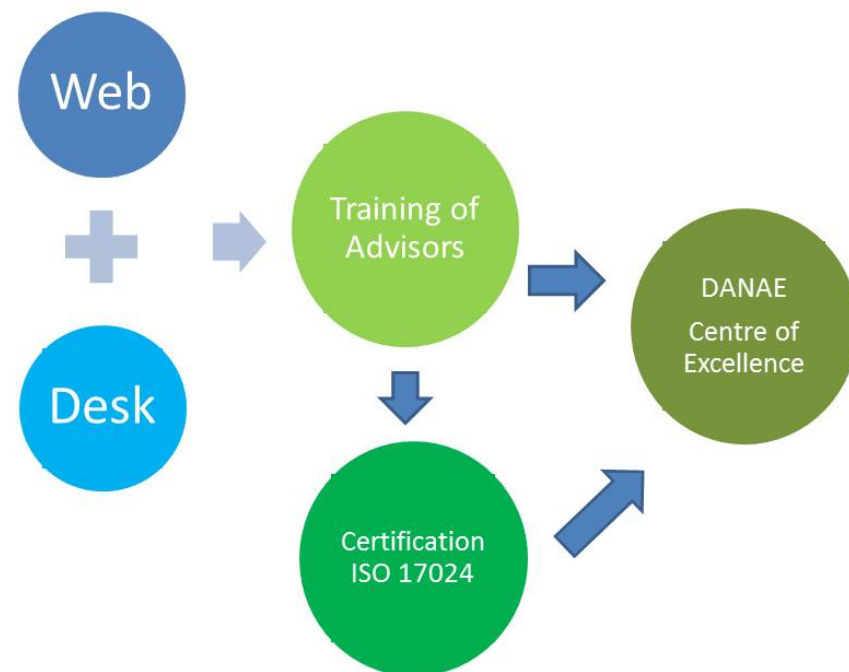 Web
Desk
Training of
Advisors
Certification
ISO 17024
DANAE
Centre of
Excellence